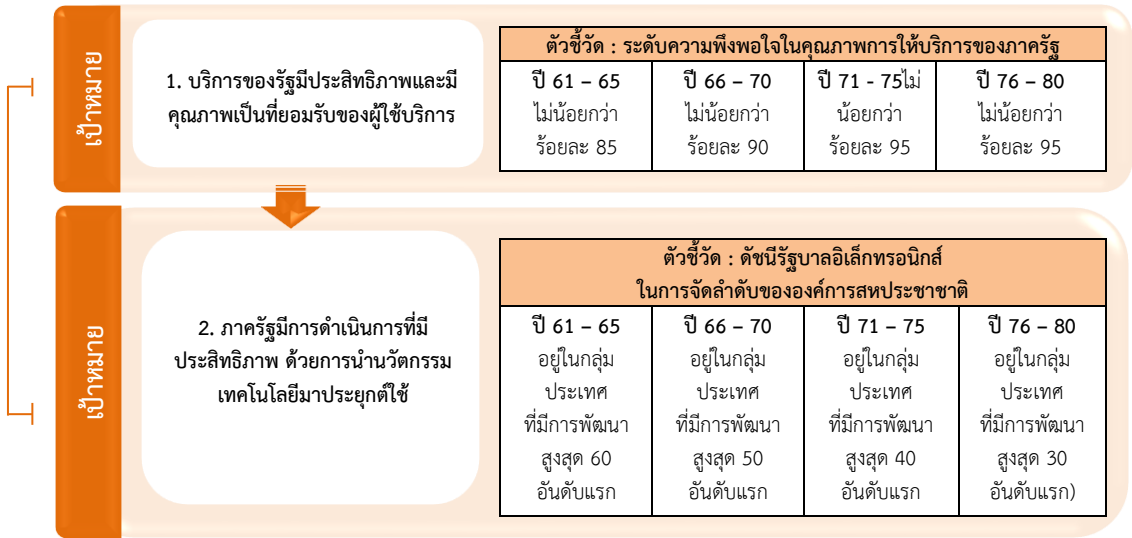 เป้าหมาย
1. บริการของรัฐมีประสิทธิภาพและมี
คุณภาพเป็นที่ยอมรับของผู้ใช้บริการ
ตัวชี้วัด : ระดับความพึงพอใจในคุณภาพการให้บริการของภาครัฐ
ปี 61 – 65
ไม่น้อยกว่า
ร้อยละ 85
ปี 66 – 70
ไม่น้อยกว่า
ร้อยละ 90
ปี 71 - 75ไม่
น้อยกว่า
ร้อยละ 95
ปี 76 – 80
ไม่น้อยกว่า
ร้อยละ 95
เป้าหมาย
2. ภาครัฐมีการดำเนินการที่มี
ประสิทธิภาพ ด้วยการนำนวัตกรรม
เทคโนโลยีมาประยุกต์ใช้
ตัวชี้วัด : ดัชนีรัฐบาลอิเล็กทรอนิกส์
ในการจัดลำดับขององค์การสหประชาชาติ
ปี 61 – 65
อยู่ในกลุ่ม
ประเทศ
ที่มีการพัฒนา
สูงสุด 60
อันดับแรก
ปี 66 – 70
อยู่ในกลุ่ม
ประเทศ
ที่มีการพัฒนา
สูงสุด 50
อันดับแรก
ปี 71 – 75
อยู่ในกลุ่ม
ประเทศ
ที่มีการพัฒนา
สูงสุด 40
อันดับแรก
ปี 76 – 80
อยู่ในกลุ่ม
ประเทศ
ที่มีการพัฒนา
สูงสุด 30
อันดับแรก)